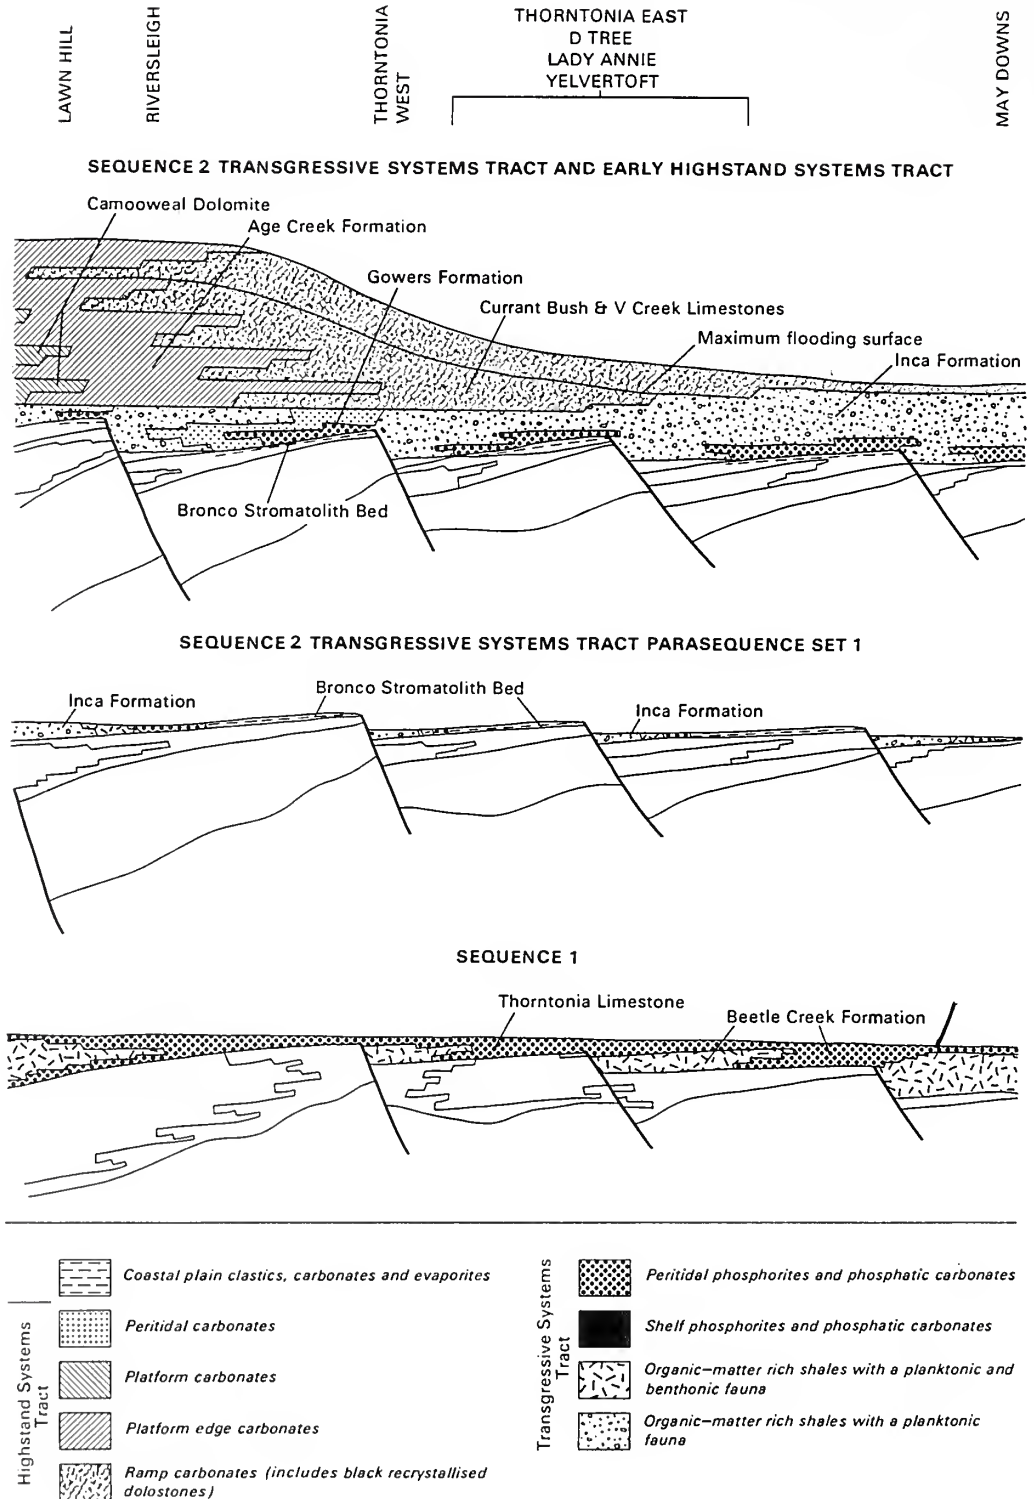 LAWN HILL
RIVERSLEIGH
THORNTONIA
WEST
THORNTONIA EAST
D TREE
LADY ANNIE
YELVERTOFT
MAY DOWNS
SEQUENCE 2 TRANSGRESSIVE SYSTEMS TRACT AND EARLY HIGHSTAND SYSTEMS TRACT
Camooweal Dolomite
Age Creek Formation
Gowers Formation
Currant Bush & V Creek Limestones
Maximum flooding surface
Inca Formation
Bronco Stromatolith Bed
SEQUENCE 2 TRANSGRESSIVE SYSTEMS TRACT PARASEQUENCE SET 1
Inca Formation
Bronco Stromatolith Bed
Inca Formation
SEQUENCE 1
Thorntonia Limestone
Beetle Creek Formation
Highstand Systems
Tract
Coastal plain clastics, carbonates and evaporites
Peritidal carbonates
Platform carbonates
Platform edge carbonates
Ramp carbonates (includes black recrystallised
dolostones)
Transgressive Systems
Tract
Peritidal phosphorites and phosphatic carbonates
Shelf phosphorites and phosphatic carbonates
Organic-matter rich shales with a planktonic and
benthonic fauna
Organic-matter rich shales with a planktonic
fauna